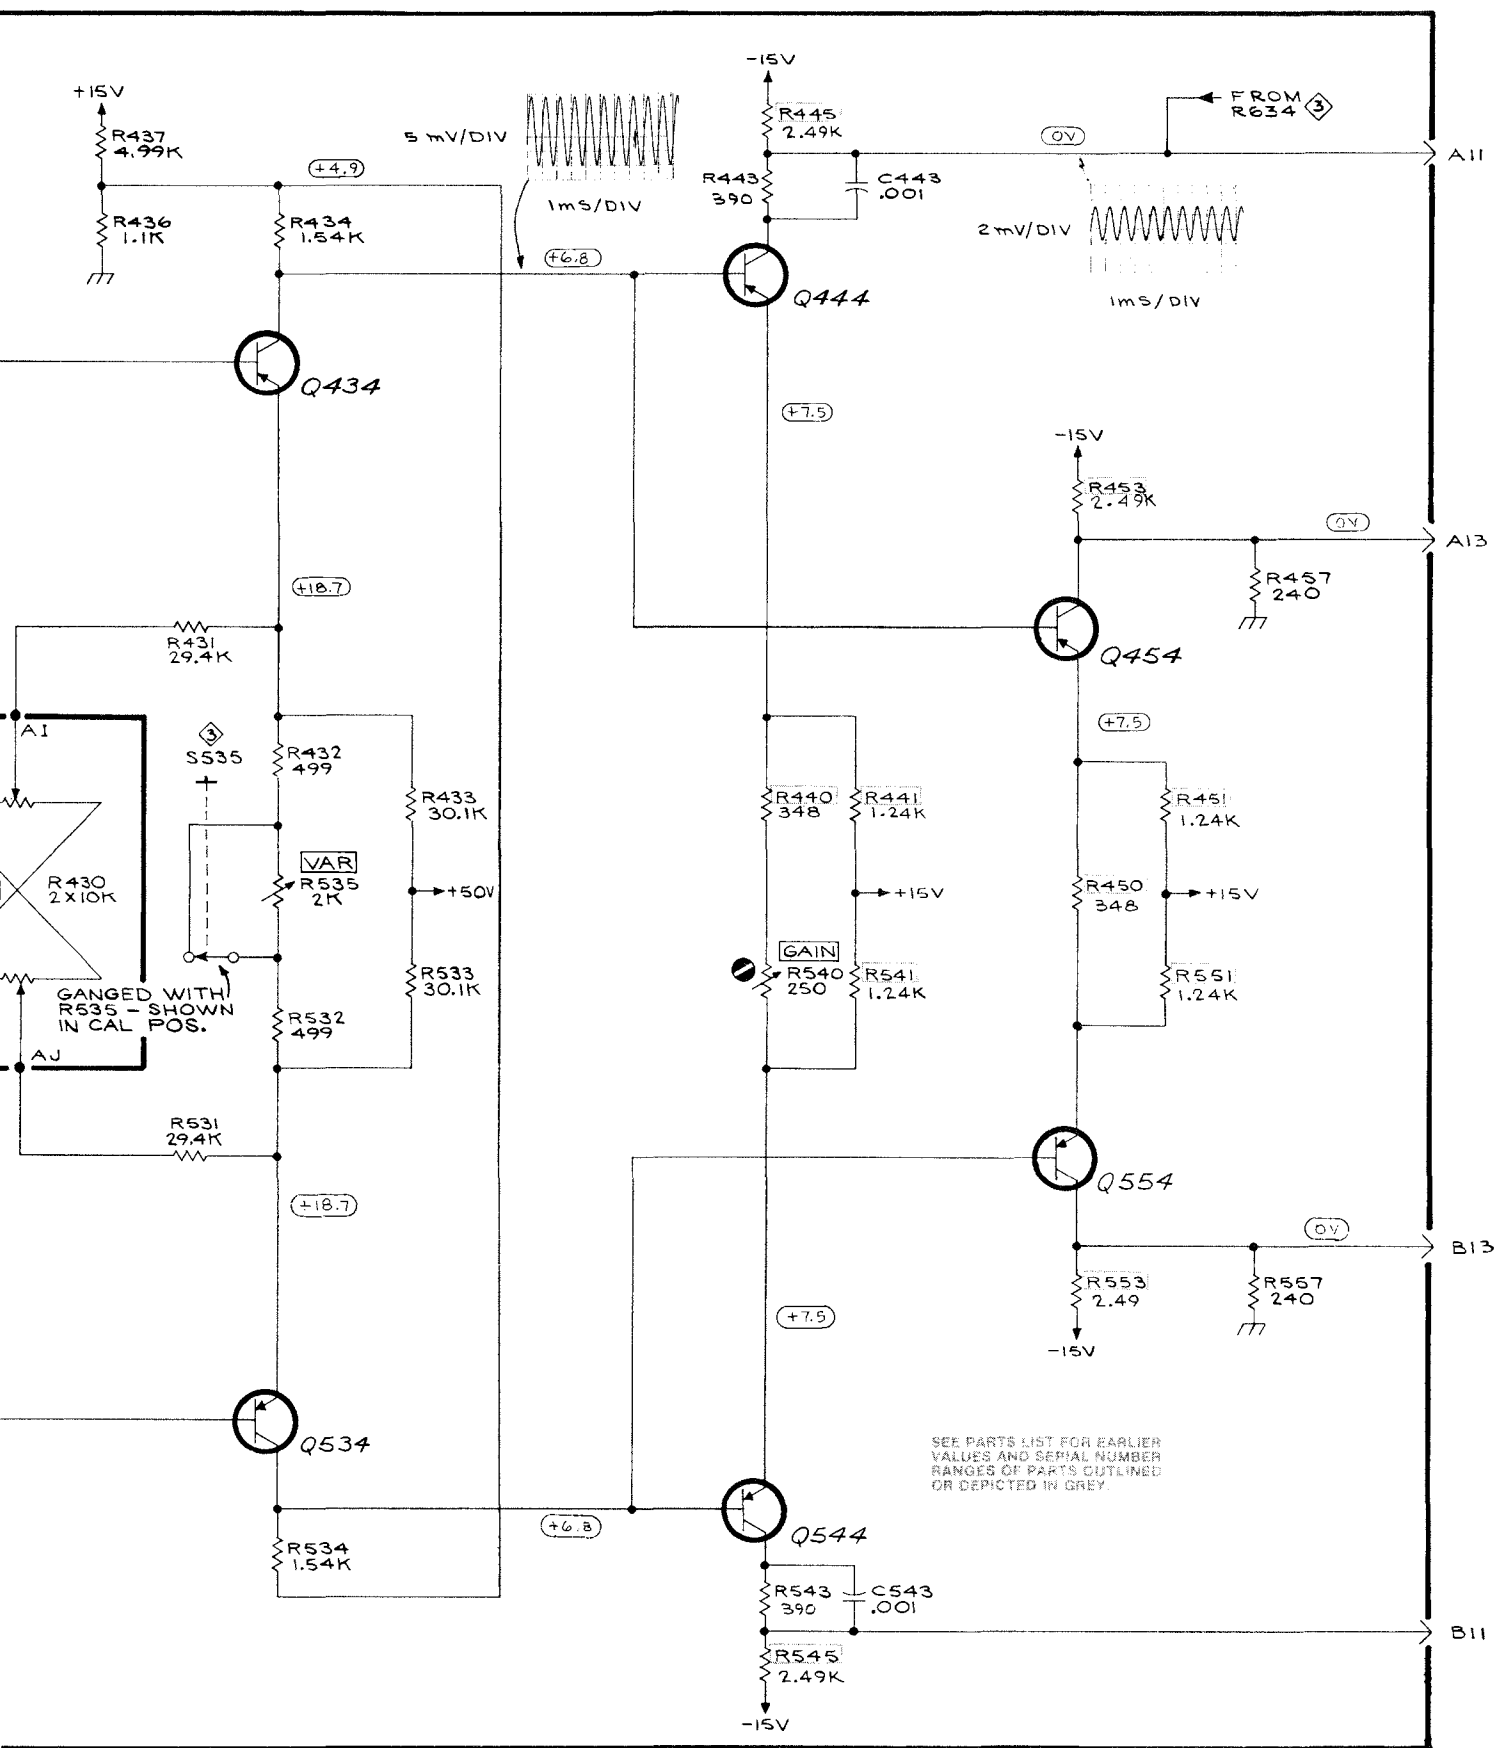 -15V
+15V
R437
4.99K
+4.9
R436
1.1K
R434
1.54K
5 mV/DIV
1mS/DIV
+6.8
R445
2.49K
R443
390
C443
.001
0V
FROM
R634 3
A11
2mV/DIV
1mS/DIV
Q444
Q434
+7.5
-15V
R453
2.49K
0V
A13
R457
240
Q454
+18.7
R431
29.4K
AI
3
S535
R432
499
R433
30.1K
+7.5
R440
348
R441
1.24K
R451
1.24K
VAR
R535
2K
R430
2X10K
+50V
+15V
R450
348
+15V
GAIN
R540
250
R541
1.24K
R551
1.24K
R533
30.1K
GANGED WITH
R535 - SHOWN
IN CAL POS.
R532
499
AJ
R531
29.4K
+18.7
Q554
0V
B13
R553
2.49
R557
240
-15V
+7.5
Q534
SEE PARTS LIST FOR EARLIER
VALUES AND SERIAL NUMBER
RANGES OF PARTS OUTLINED
OR DEPICTED IN GREY.
+6.8
Q544
R534
1.54K
R543
390
C543
.001
B11
R545
2.49K
-15V